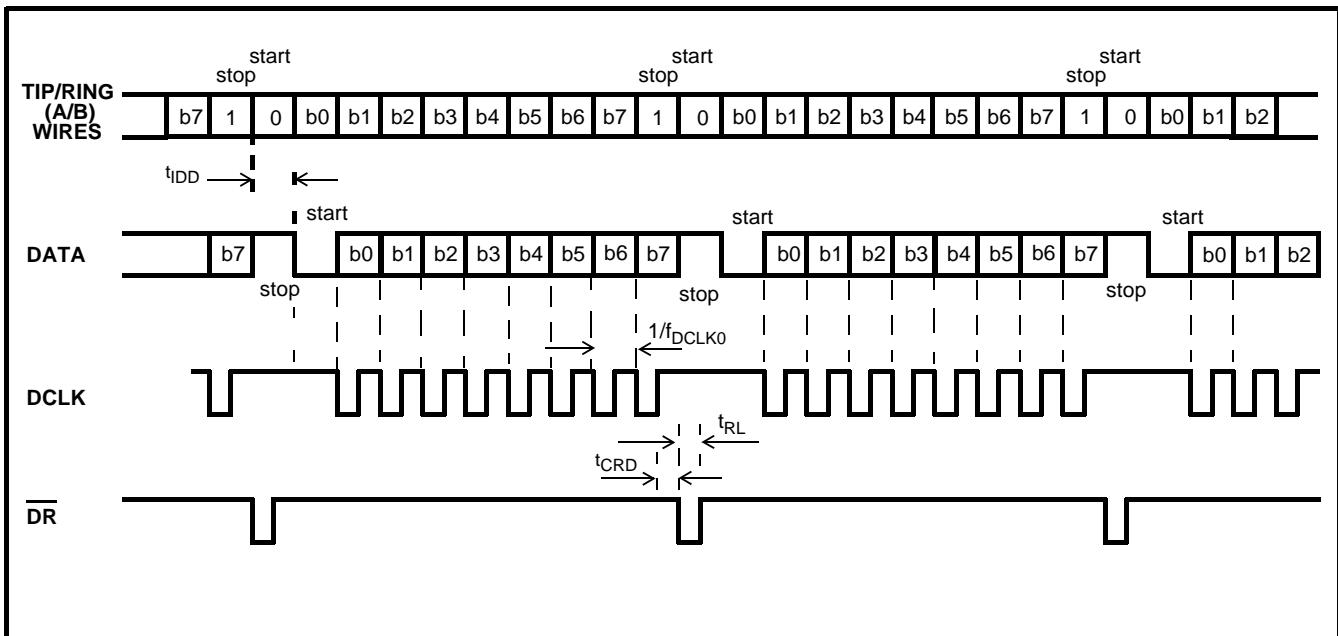 start start start
stop stop stop
TIP/RING
(A/B)
WIRES
b7 1 0 b0 b1 b2 b3 b4 b5 b6 b7 1 0 b0 b1 b2 b3 b4 b5 b6 b7 1 0 b0 b1 b2
tIDD
start start start
DATA
b7 b0 b1 b2 b3 b4 b5 b6 b7 b0 b1 b2 b3 b4 b5 b6 b7 b0 b1 b2
stop stop stop
1/fDCLK0
DCLK
tRL
tCRD
DR